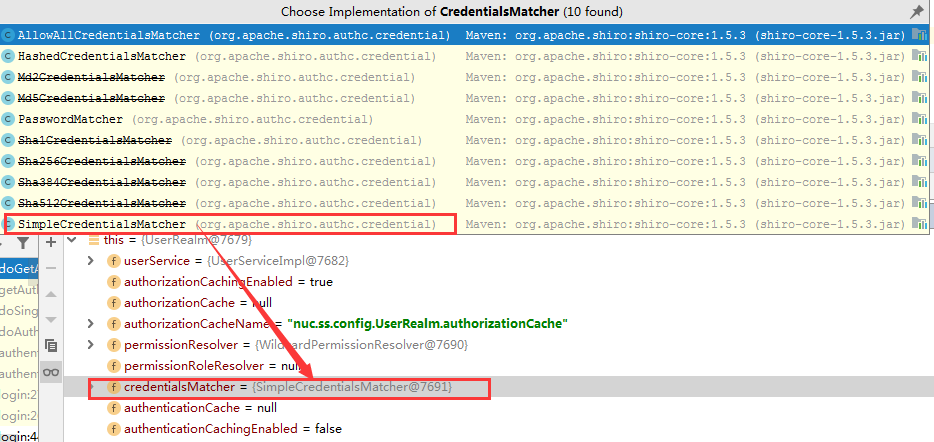 Choose Implementation of CredentialsMatcher (10 found)
AllowAllCredentialsMatcher (org.apache.shiro.authc.credential) Maven: org.apache.shiro:shiro-core:1.5.3 (shiro-core-1.5.3.jar)
HashedCredentialsMatcher (org.apache.shiro.authc.credential) Maven: org.apache.shiro:shiro-core:1.5.3 (shiro-core-1.5.3.jar)
Md2CredentialsMatcher (org.apache.shiro.authc.credential) Maven: org.apache.shiro:shiro-core:1.5.3 (shiro-core-1.5.3.jar)
Md5CredentialsMatcher (org.apache.shiro.authc.credential) Maven: org.apache.shiro:shiro-core:1.5.3 (shiro-core-1.5.3.jar)
PasswordMatcher (org.apache.shiro.authc.credential) Maven: org.apache.shiro:shiro-core:1.5.3 (shiro-core-1.5.3.jar)
Sha1CredentialsMatcher (org.apache.shiro.authc.credential) Maven: org.apache.shiro:shiro-core:1.5.3 (shiro-core-1.5.3.jar)
Sha256CredentialsMatcher (org.apache.shiro.authc.credential) Maven: org.apache.shiro:shiro-core:1.5.3 (shiro-core-1.5.3.jar)
Sha384CredentialsMatcher (org.apache.shiro.authc.credential) Maven: org.apache.shiro:shiro-core:1.5.3 (shiro-core-1.5.3.jar)
Sha512CredentialsMatcher (org.apache.shiro.authc.credential) Maven: org.apache.shiro:shiro-core:1.5.3 (shiro-core-1.5.3.jar)
SimpleCredentialsMatcher (org.apache.shiro.authc.credential) Maven: org.apache.shiro:shiro-core:1.5.3 (shiro-core-1.5.3.jar)
this = {UserRealm@7679}
doGetA userService = {UserServiceImpl@7682}
getAut authorizationCachingEnabled = true
doSing authorizationCache = null
doAuth authorizationCacheName = "nuc.ss.config.UserRealm.authorizationCache"
authen permissionResolver = {WildcardPermissionResolver@7690}
authen permissionRoleResolver = null
login:2 credentialsMatcher = {SimpleCredentialsMatcher@7691}
login: authenticationCache = null
login:4 authenticationCachingEnabled = false